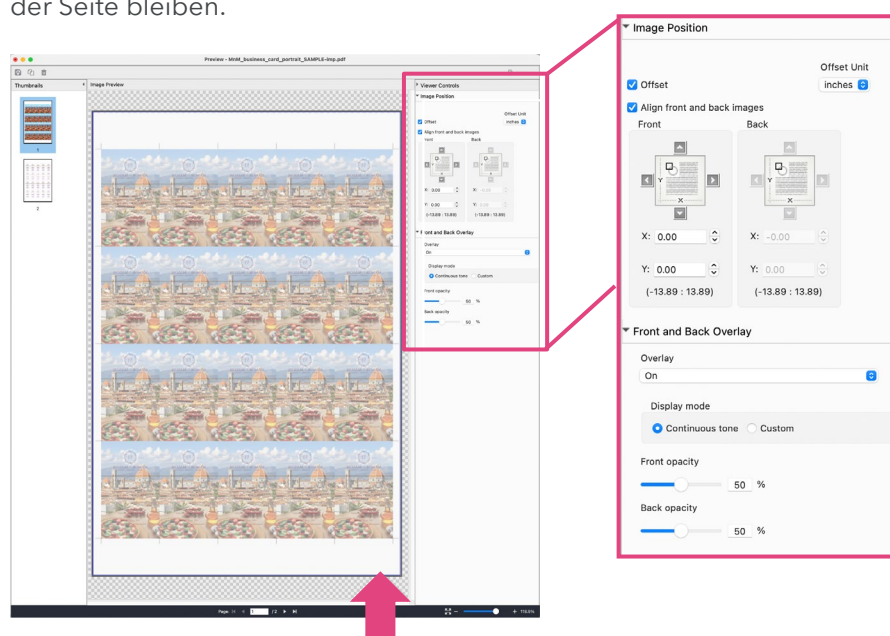 der Seite bleiben.
Preview - MnM_business_card_portrait_SAMPLE-imp.pdf
Thumbnails
Image Preview
1
2
Viewer Controls
Image Position
Offset Unit
Offset
inches
Align front and back images
Front
Back
Y
X
X: 0.00
X: -0.00
Y: 0.00
Y: 0.00
(-13.89 : 13.89)
(-13.89 : 13.89)
Front and Back Overlay
Overlay
On
Display mode
Continuous tone
Custom
Front opacity
50 %
Back opacity
50 %
Page
1
/2
Image Position
Offset Unit
Offset
inches
Align front and back images
Front
Back
Y
X
Y
X
X: 0.00
X: -0.00
Y: 0.00
Y: 0.00
(-13.89 : 13.89)
(-13.89 : 13.89)
Front and Back Overlay
Overlay
On
Display mode
Continuous tone
Custom
Front opacity
50 %
Back opacity
50 %